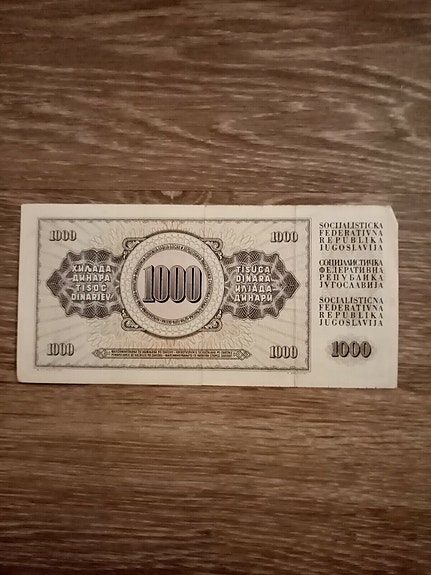 1000
1000
ХИЉАДА
ДИНАРА
TISOČ
DINARJEV
1000
TISUĆA
DINARA
ИЛЈАДА
ДИНАРИ
1000
1000
SOCIJALISTIČKA
FEDERATIVNA
REPUBLIKA
JUGOSLAVIJA
СОЦИЈАЛИСТИЧКА
ФЕДЕРАТИВНА
РЕПУБЛИКА
ЈУГОСЛАВИЈА
SOCIALISTIČNA
FEDERATIVNA
REPUBLIKA
JUGOSLAVIJA
1000